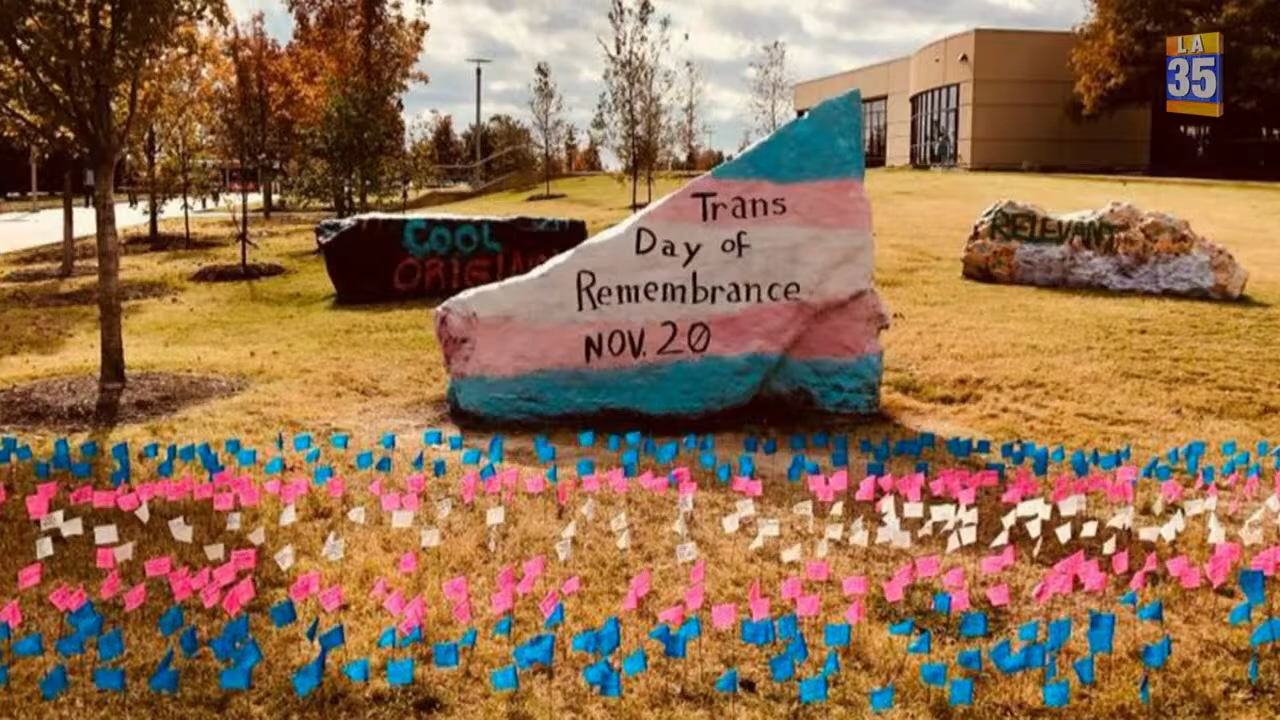 LA
35
Trans
Day of
Remembrance
NOV. 20
COOL
RELEVANT